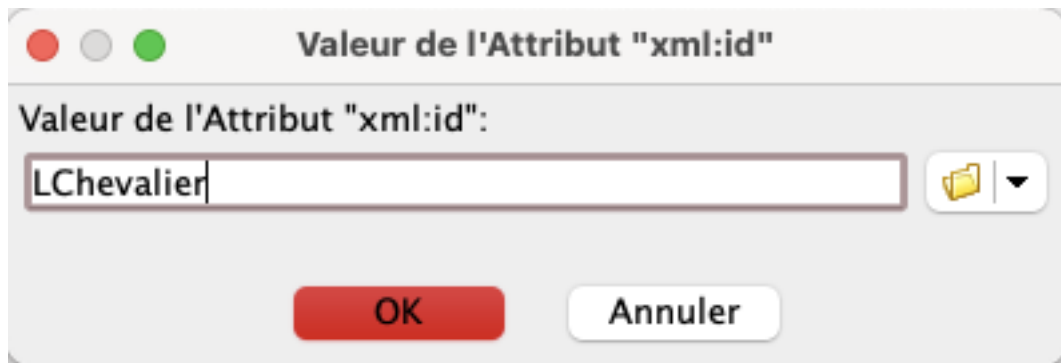 Valeur de l'Attribut "xml:id"
Valeur de l'Attribut "xml:id":
LChevalier
OK Annuler